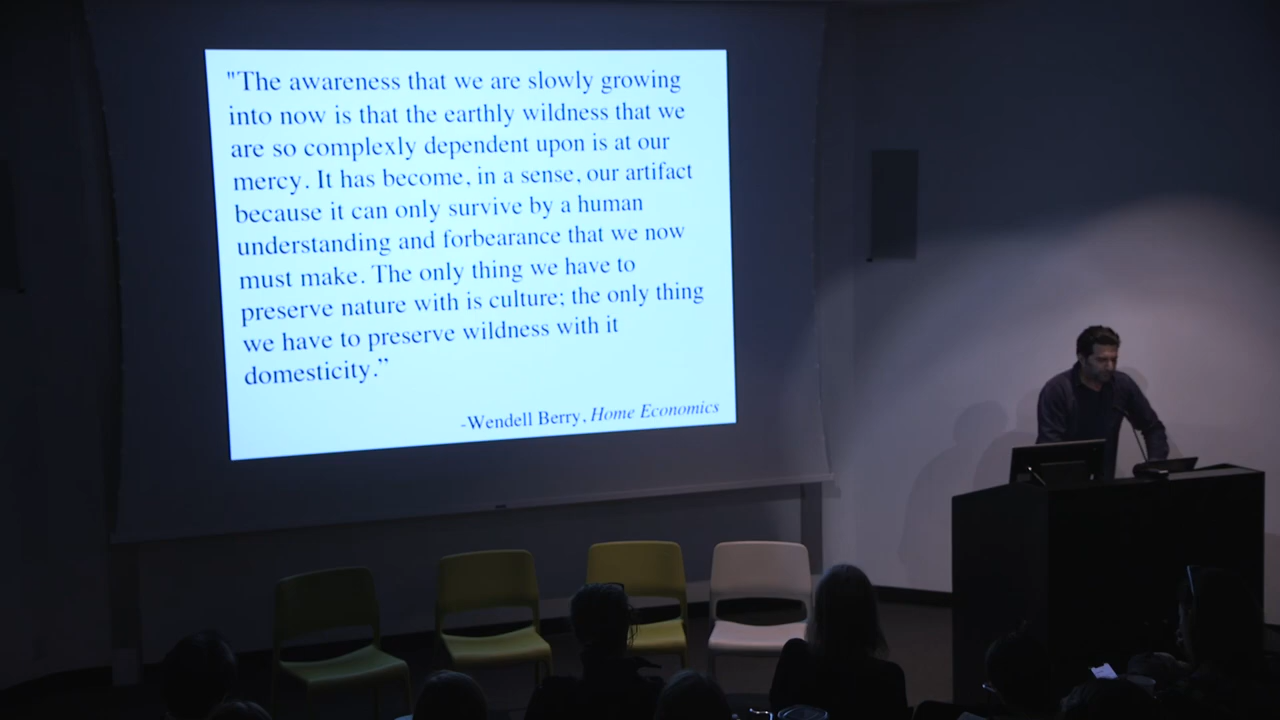 "The awareness that we are slowly growing
into now is that the earthly wildness that we
are so complexly dependent upon is at our
mercy. It has become, in a sense, our artifact
because it can only survive by a human
understanding and forbearance that we now
must make. The only thing we have to
preserve nature with is culture; the only thing
we have to preserve wildness with it
domesticity.”
-Wendell Berry, Home Economics